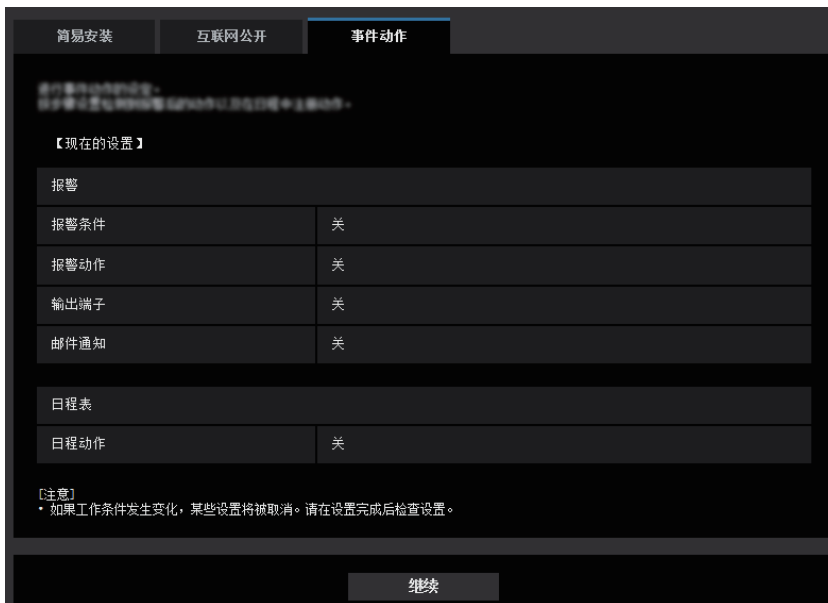 简易安装 互联网公开 事件动作
【现在的设置】
报警
报警条件 关
报警动作 关
输出端子 关
邮件通知 关
日程表
日程动作 关
[注意]
• 如果工作条件发生变化，某些设置将被取消。请在设置完成后检查设置。
继续